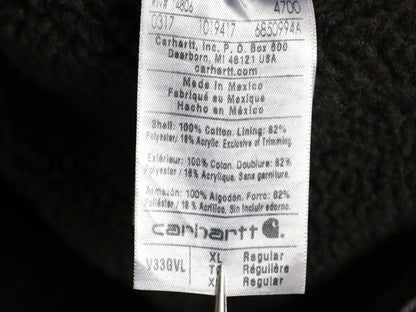 RN# 14806 4700
0317 1019417 6850994A
Carhartt, Inc. P. O. Box 600
Dearborn, MI 48121 USA
carhartt.com
Made in Mexico
Fabriqué au Mexique
Hecho en México
Shell: 100% Cotton. Lining: 82%
Polyester/ 18% Acrylic. Exclusive of Trimming.
Extérieur: 100% Coton. Doublure: 82%
Polyester / 18% Acrylique. Sans garniture.
Armazón: 100% Algodón. Forro: 82%
Poliéster / 18 % Acrílico. Sin incluir adorno.
carhartt
V33GVL XL Regular
Régulière
Regular